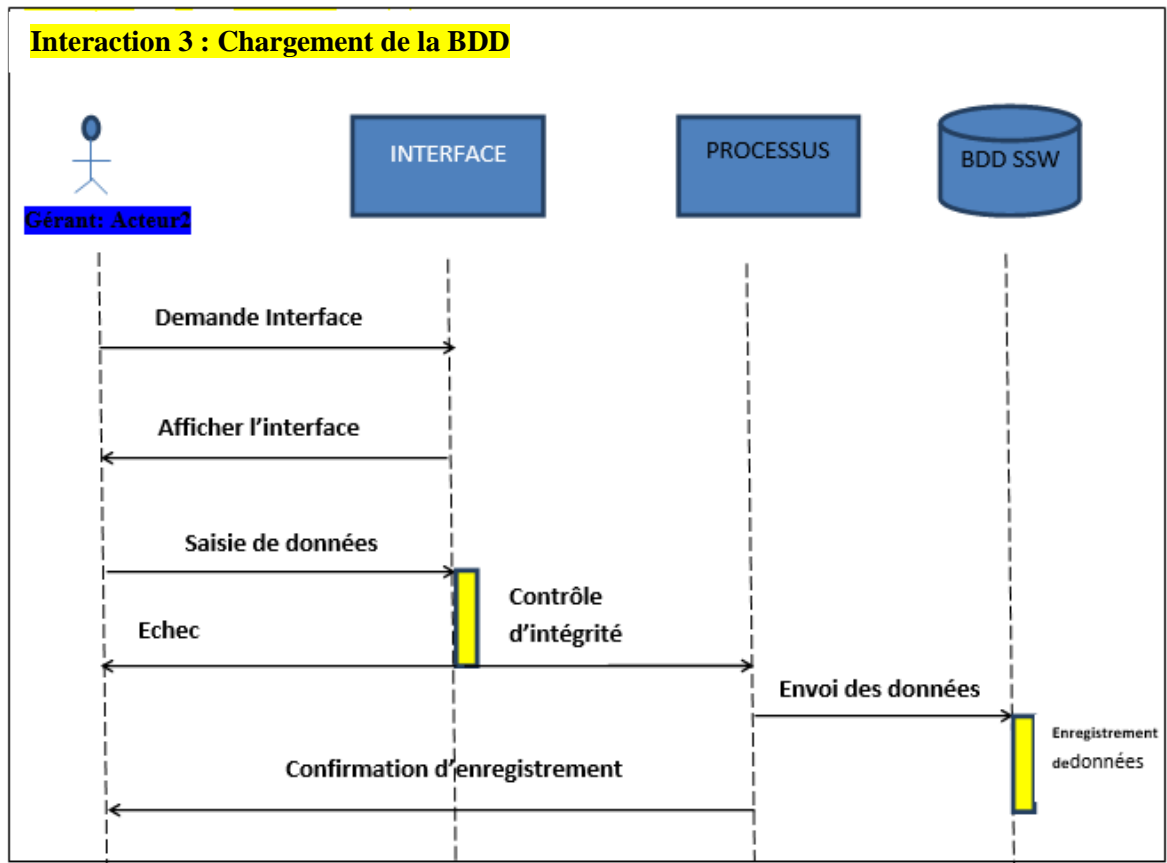 Interaction 3 : Chargement de la BDD
INTERFACE
PROCESSUS
BDD SSW
Gérant: Acteur2
Demande Interface
Afficher l'interface
Saisie de données
Contrôle
d'intégrité
Echec
Envoi des données
Enregistrement
dedonnées
Confirmation d'enregistrement